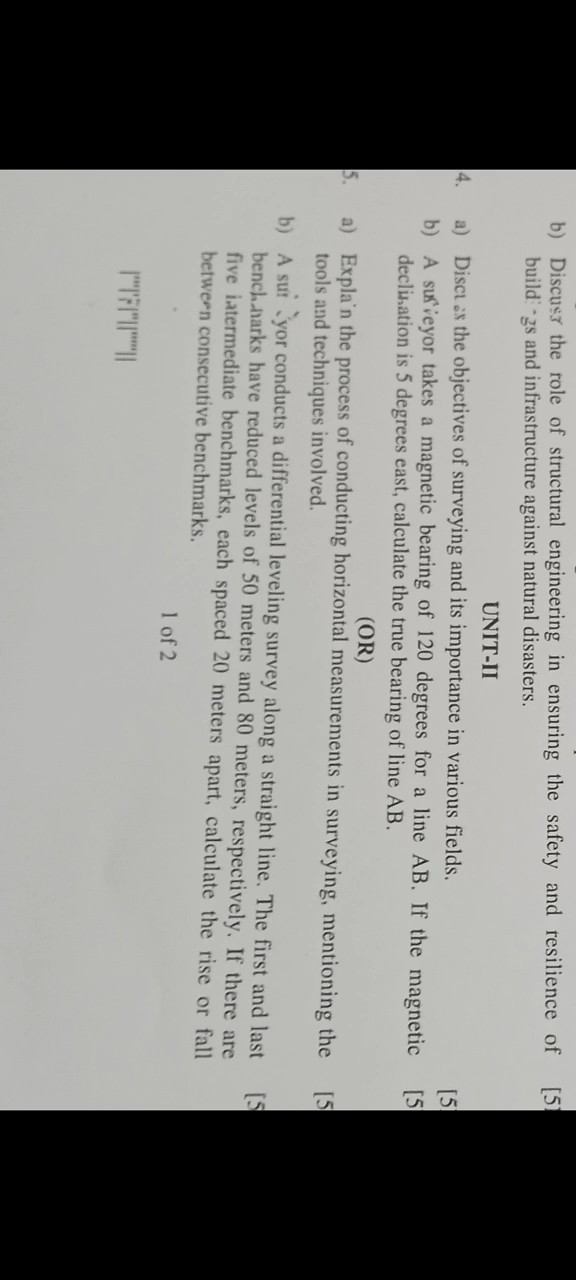 b) Discuss the role of structural engineering in ensuring the safety and resilience of [5]
buildings and infrastructure against natural disasters.
UNIT-II
4. a) Discuss the objectives of surveying and its importance in various fields. [5
b) A surveyor takes a magnetic bearing of 120 degrees for a line AB. If the magnetic [5
declination is 5 degrees east, calculate the true bearing of line AB.
(OR)
5. a) Explain the process of conducting horizontal measurements in surveying, mentioning the [5
tools and techniques involved.
b) A surveyor conducts a differential leveling survey along a straight line. The first and last [5
benchmarks have reduced levels of 50 meters and 80 meters, respectively. If there are
five intermediate benchmarks, each spaced 20 meters apart, calculate the rise or fall
between consecutive benchmarks.
1 of 2